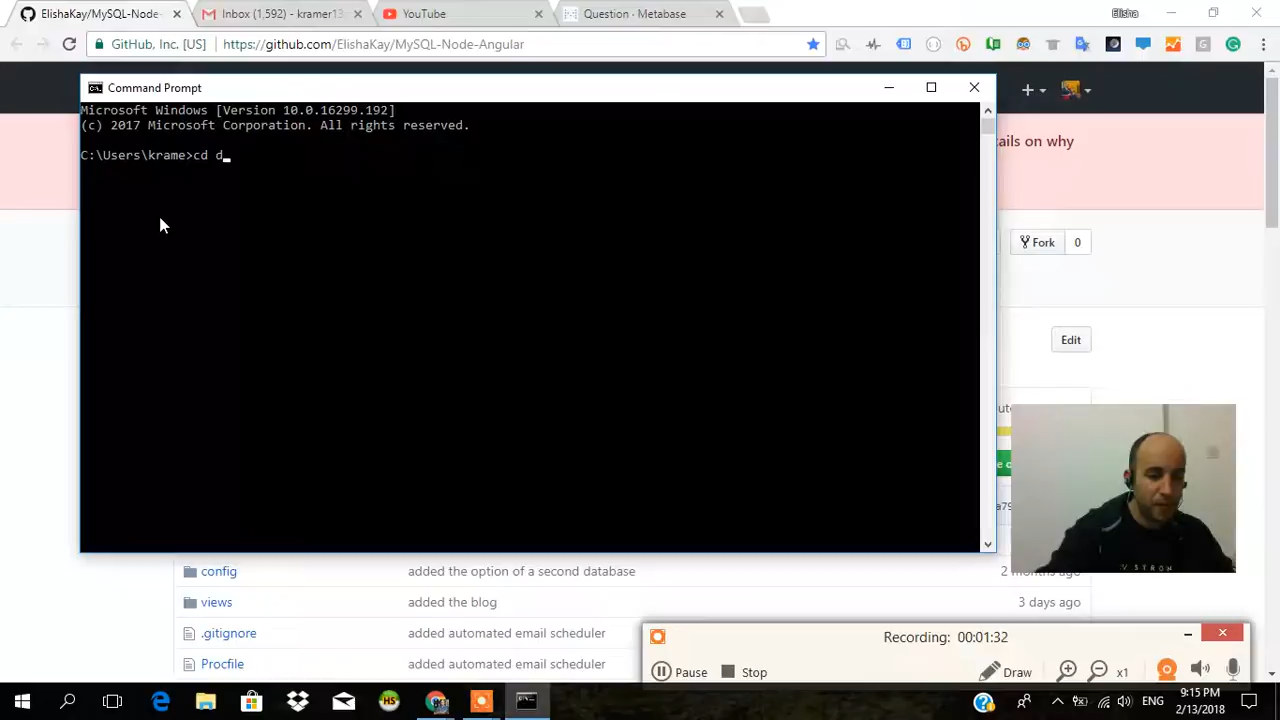 ElishaKay/MySQL-Node-
Inbox (1,592) - kramer13
YouTube
Question · Metabase
Elisha
GitHub, Inc. [US]
https://github.com/ElishaKay/MySQL-Node-Angular
Command Prompt
Microsoft Windows [Version 10.0.16299.192]
(c) 2017 Microsoft Corporation. All rights reserved.
C:\Users\krame>cd d_
ails on why
Fork
0
Edit
config
added the option of a second database
2 months ago
views
added the blog
3 days ago
.gitignore
added automated email scheduler
Procfile
added automated email scheduler
Recording: 00:01:32
Pause
Stop
Draw
x1
HS
ENG
9:15 PM
2/13/2018